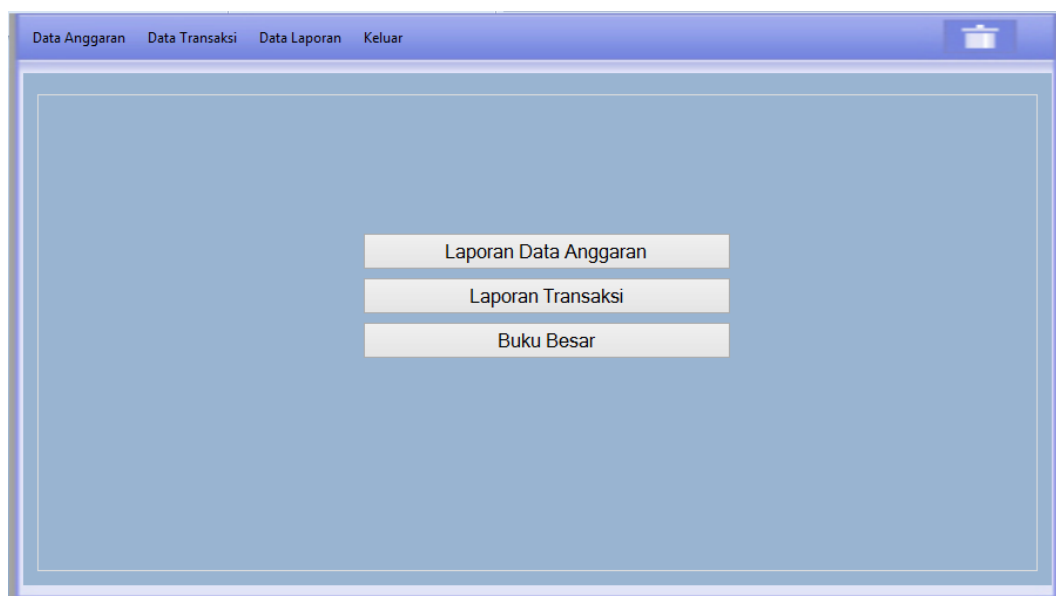 Data Anggaran Data Transaksi Data Laporan Keluar
Laporan Data Anggaran
Laporan Transaksi
Buku Besar